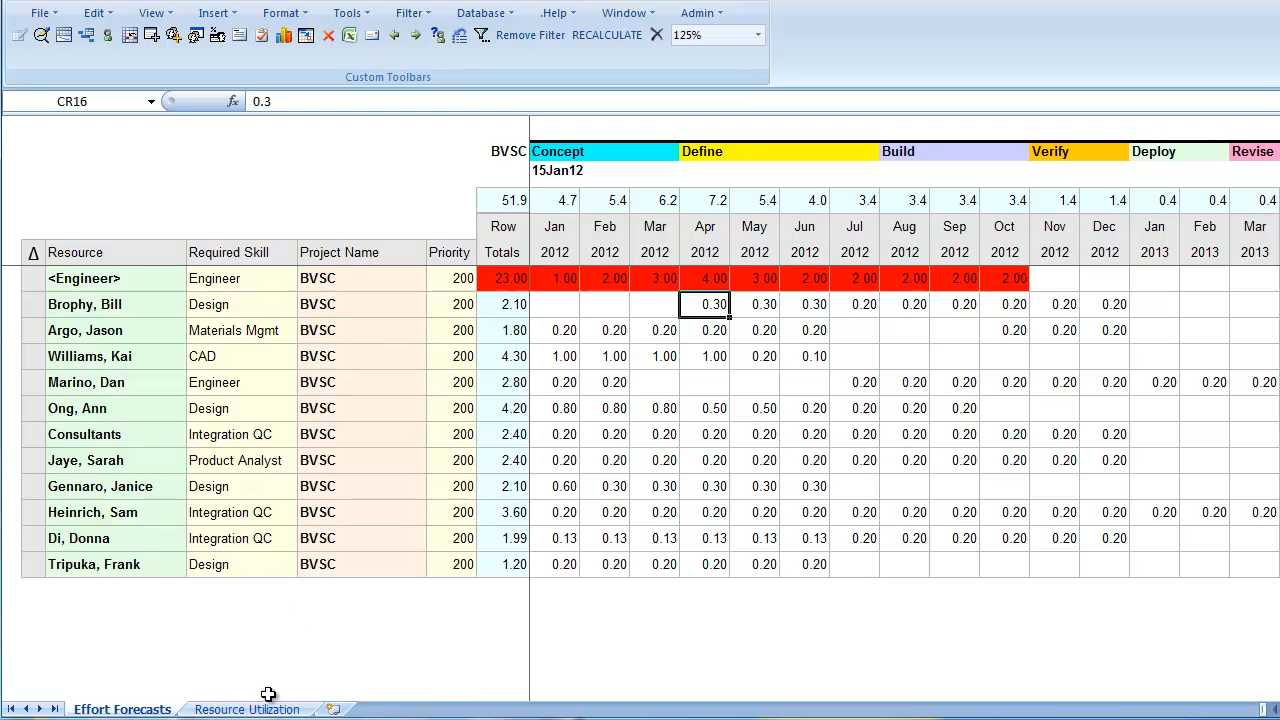 File Edit View Insert Format Tools Filter Database .Help Window Admin
Remove Filter RECALCULATE 125%
Custom Toolbars
CR16 fx 0.3
BVSC Concept Define Build Verify Deploy Revise
15Jan12
51.9 4.7 5.4 6.2 7.2 5.4 4.0 3.4 3.4 3.4 3.4 1.4 1.4 0.4 0.4 0.4
Row Jan Feb Mar Apr May Jun Jul Aug Sep Oct Nov Dec Jan Feb Mar
Δ Resource Required Skill Project Name Priority Totals 2012 2012 2012 2012 2012 2012 2012 2012 2012 2012 2012 2012 2013 2013 2013
<Engineer> Engineer BVSC 200 23.00 1.00 2.00 3.00 4.00 3.00 2.00 2.00 2.00 2.00 2.00
Brophy, Bill Design BVSC 200 2.10 0.30 0.30 0.30 0.20 0.20 0.20 0.20 0.20 0.20
Argo, Jason Materials Mgmt BVSC 200 1.80 0.20 0.20 0.20 0.20 0.20 0.20 0.20 0.20 0.20
Williams, Kai CAD BVSC 200 4.30 1.00 1.00 1.00 1.00 0.20 0.10
Marino, Dan Engineer BVSC 200 2.80 0.20 0.20 0.20 0.20 0.20 0.20 0.20 0.20 0.20 0.20 0.20
Ong, Ann Design BVSC 200 4.20 0.80 0.80 0.80 0.50 0.50 0.20 0.20 0.20 0.20
Consultants Integration QC BVSC 200 2.40 0.20 0.20 0.20 0.20 0.20 0.20 0.20 0.20 0.20 0.20 0.20 0.20
Jaye, Sarah Product Analyst BVSC 200 2.40 0.20 0.20 0.20 0.20 0.20 0.20 0.20 0.20 0.20 0.20 0.20 0.20
Gennaro, Janice Design BVSC 200 2.10 0.60 0.30 0.30 0.30 0.30 0.30
Heinrich, Sam Integration QC BVSC 200 3.60 0.20 0.20 0.20 0.20 0.20 0.20 0.20 0.20 0.20 0.20 0.20 0.20 0.20 0.20 0.20
Di, Donna Integration QC BVSC 200 1.99 0.13 0.13 0.13 0.13 0.13 0.13 0.20 0.20 0.20 0.20 0.20 0.20
Tripuka, Frank Design BVSC 200 1.20 0.20 0.20 0.20 0.20 0.20 0.20
Effort Forecasts Resource Utilization